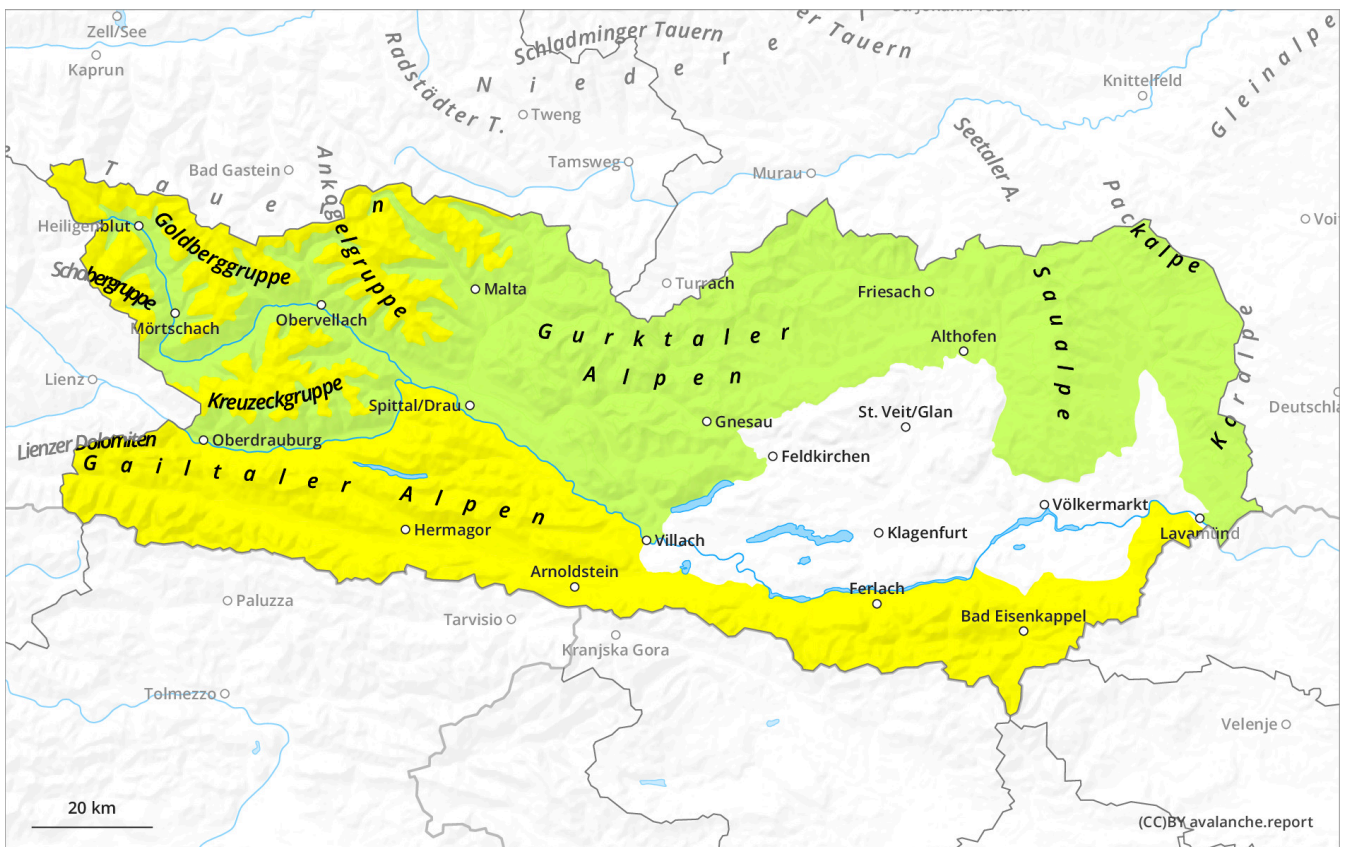 Zell/See
Kaprun
Radstädter T.
Schladminger Tauern
Niedere
er Tauern
Tweng
Knittelfeld
Gleinalpe
Seetaler A.
Tamsweg
Murau
Bad Gastein
Tauern
Ankogelgruppe
Packalpe
Heiligenblut
Goldberggruppe
Schobergruppe
Mörtschach
Obervellach
Malta
Turrach
Friesach
Saualpe
Koralpe
Gurktaler
Alpen
Althofen
Lienz
Kreuzeckgruppe
Spittal/Drau
Gnesau
St. Veit/Glan
Lienzer Dolomiten
Oberdrauburg
Feldkirchen
Gailtaler Alpen
Hermagor
Villach
Klagenfurt
Völkermarkt
Lavamünd
Arnoldstein
Ferlach
Bad Eisenkappel
Paluzza
Tarvisio
Kranjska Gora
Tolmezzo
Velenje
20 km
(CC)BY avalanche.report